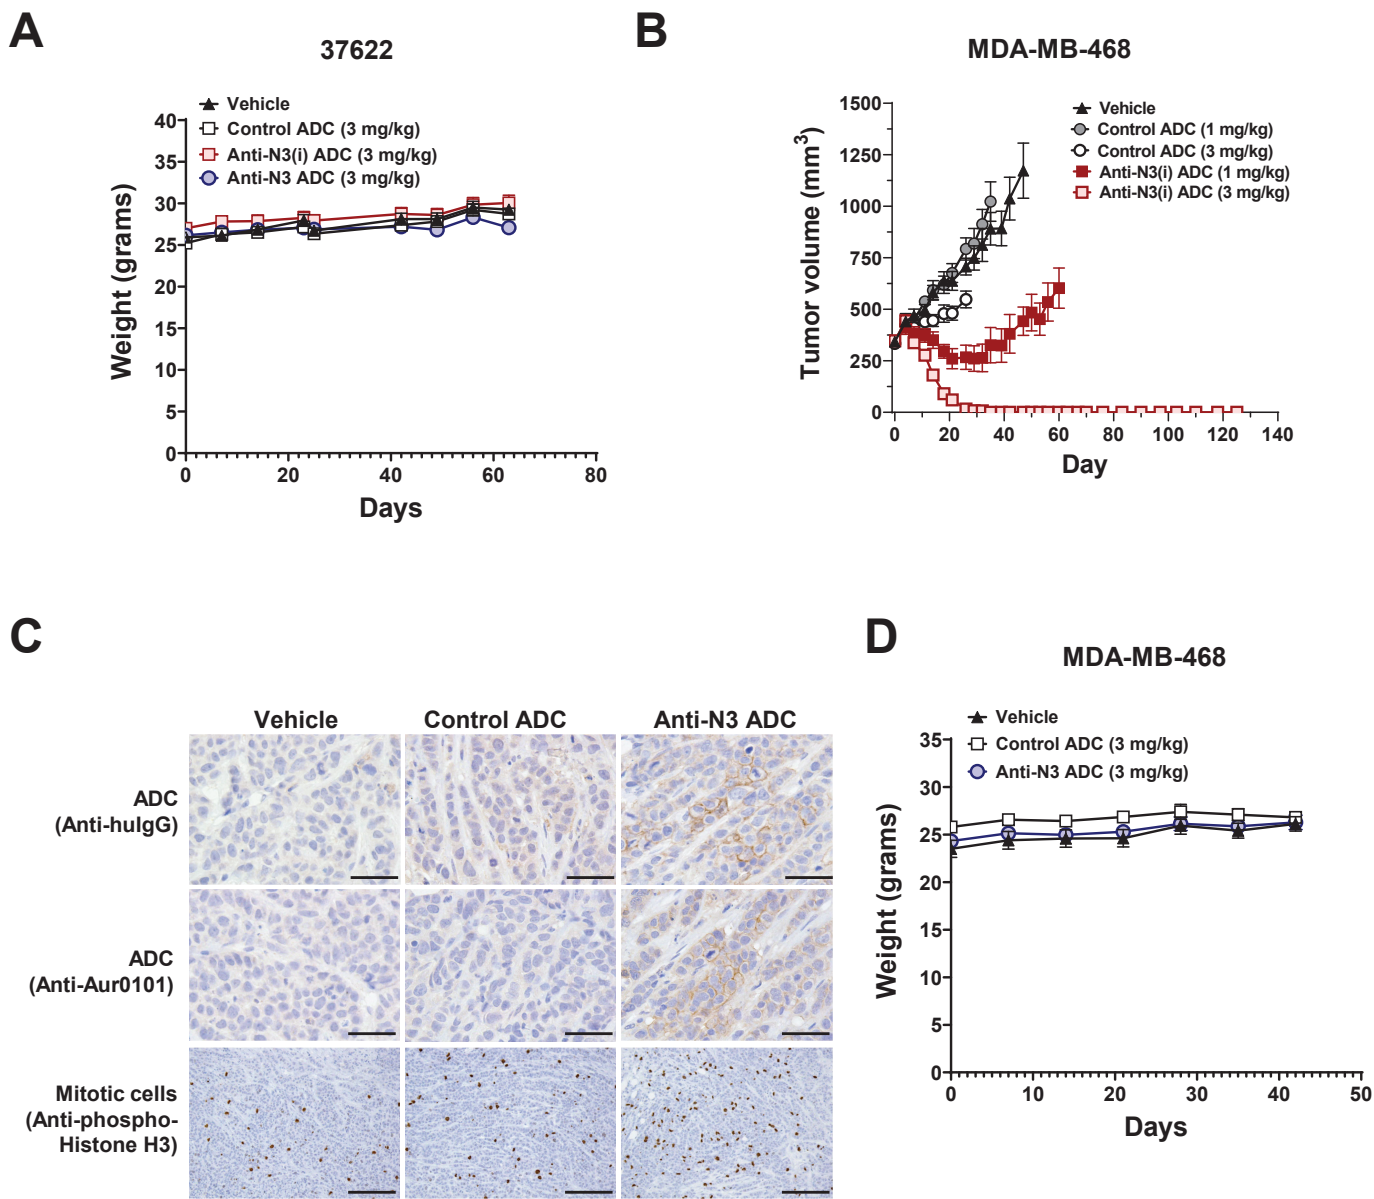 A
37622
Vehicle
Control ADC (3 mg/kg)
Anti-N3(i) ADC (3 mg/kg)
Anti-N3 ADC (3 mg/kg)
Weight (grams)
40
35
30
25
20
15
10
5
0
0 20 40 60 80
Days
B
MDA-MB-468
Vehicle
Control ADC (1 mg/kg)
Control ADC (3 mg/kg)
Anti-N3(i) ADC (1 mg/kg)
Anti-N3(i) ADC (3 mg/kg)
Tumor volume (mm3)
1500
1250
1000
750
500
250
0
0 20 40 60 80 100 120 140
Day
C
Vehicle Control ADC Anti-N3 ADC
ADC
(Anti-huIgG)
ADC
(Anti-Aur0101)
Mitotic cells
(Anti-phospho-
Histone H3)
D
MDA-MB-468
Vehicle
Control ADC (3 mg/kg)
Anti-N3 ADC (3 mg/kg)
Weight (grams)
35
30
25
20
15
10
5
0
0 10 20 30 40 50
Days